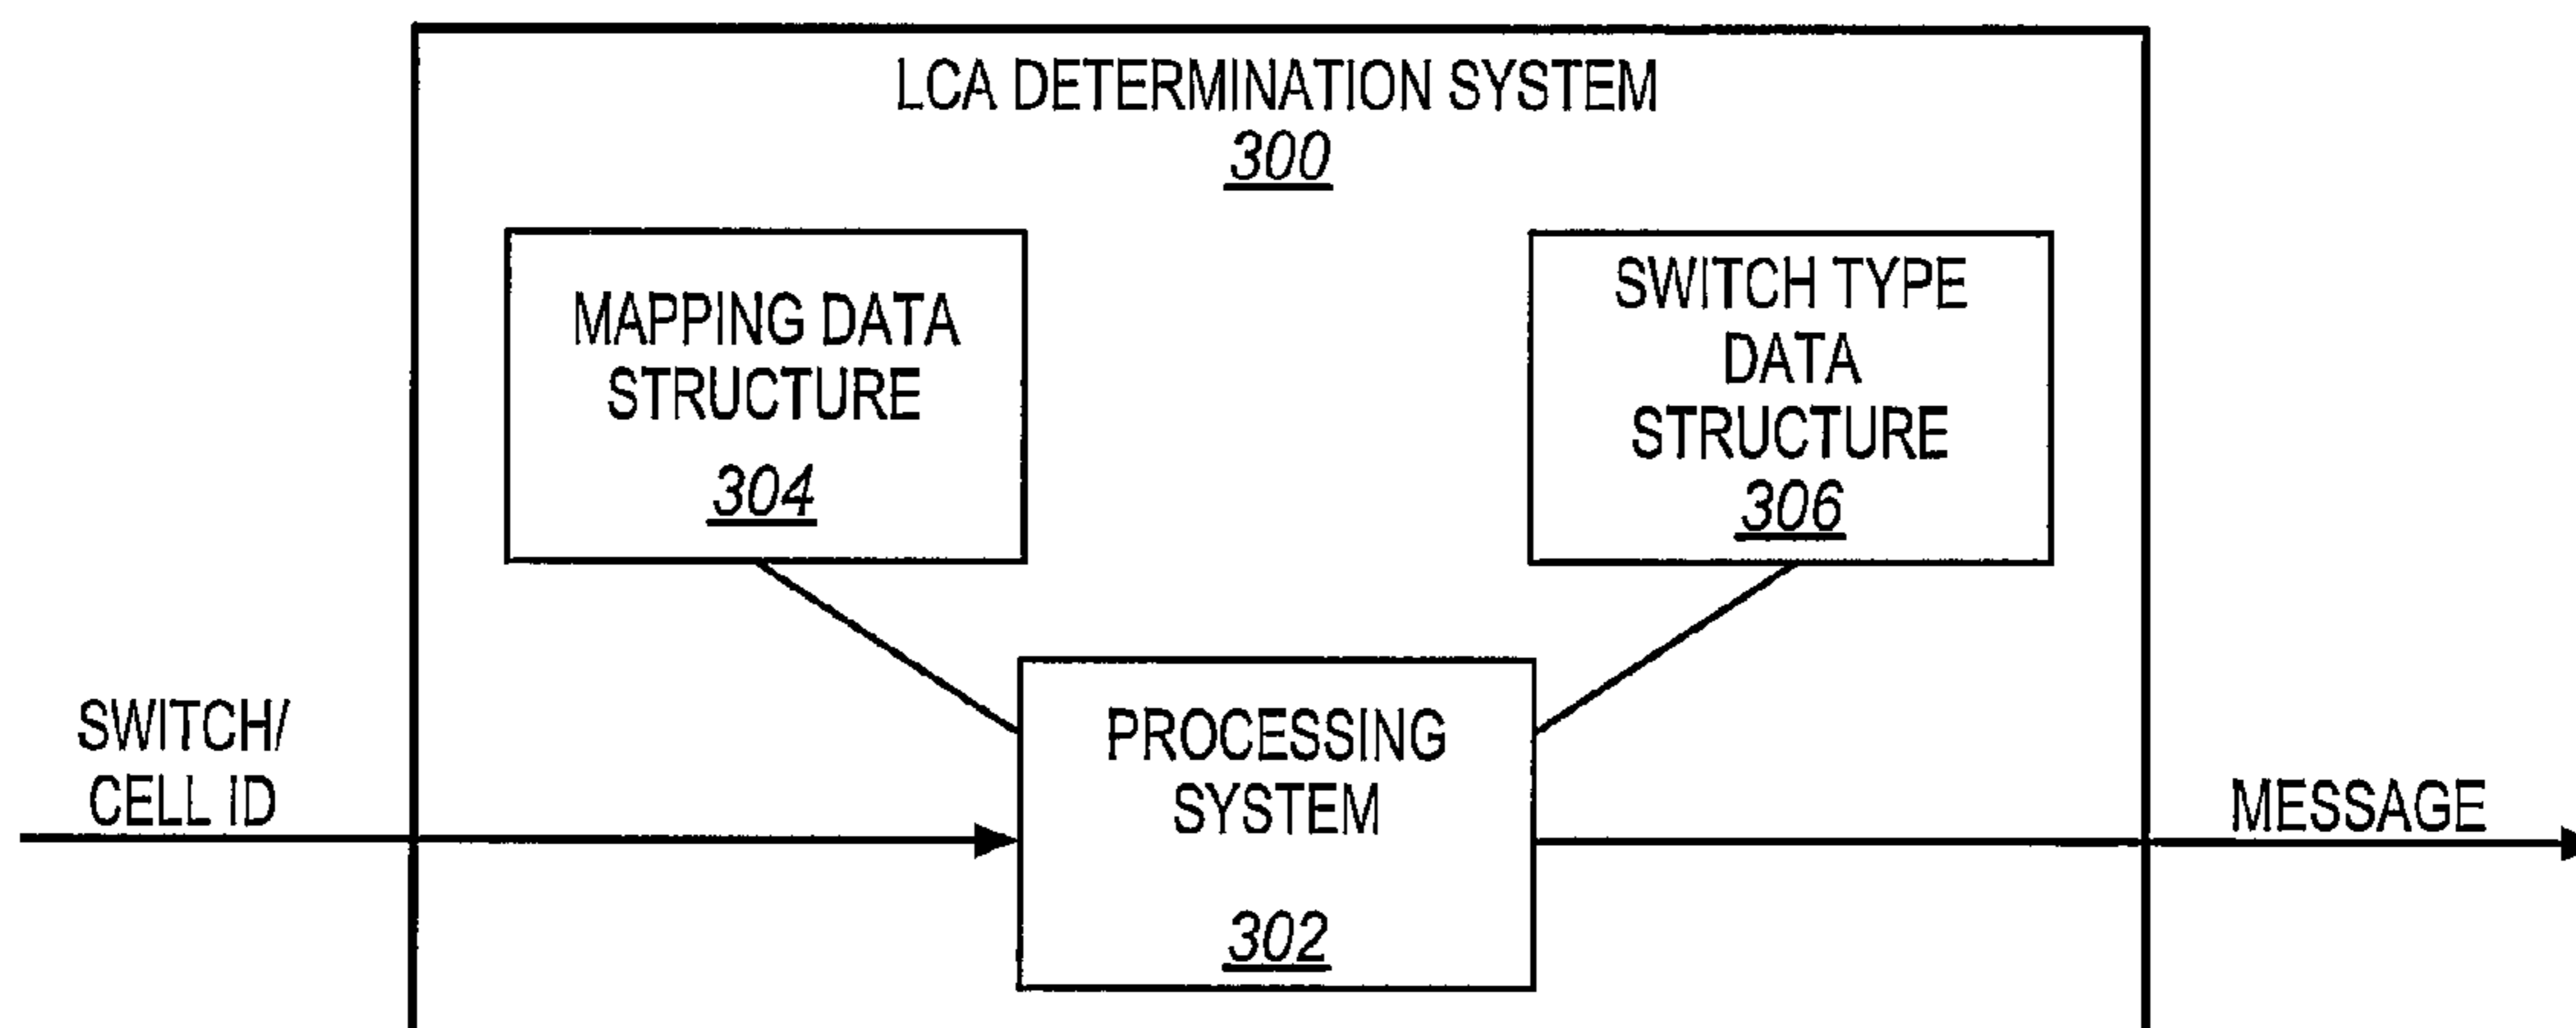 LCA DETERMINATION SYSTEM
300
MAPPING DATA
STRUCTURE
304
SWITCH TYPE
DATA
STRUCTURE
306
SWITCH/
CELL ID
PROCESSING
SYSTEM
302
MESSAGE